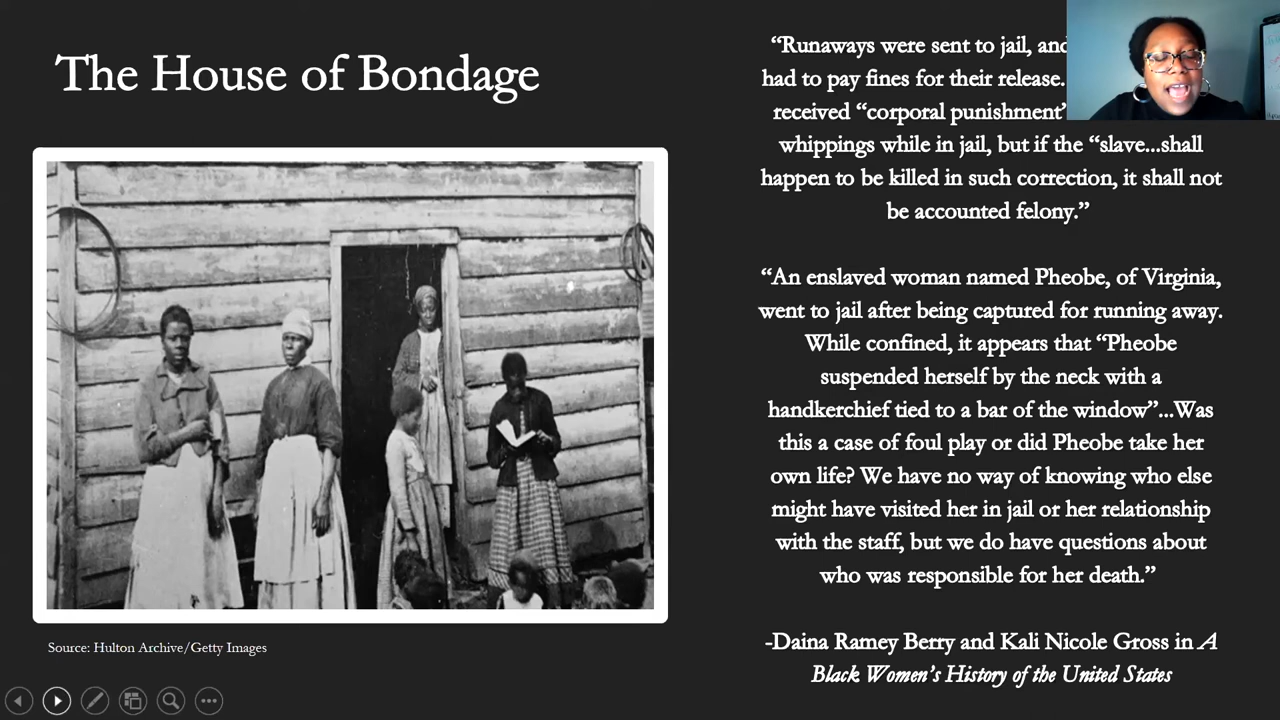 The House of Bondage
Source: Hulton Archive/Getty Images
“Runaways were sent to jail, and
had to pay fines for their release.
received “corporal punishment”
whippings while in jail, but if the “slave...shall
happen to be killed in such correction, it shall not
be accounted felony.”
“An enslaved woman named Pheobe, of Virginia,
went to jail after being captured for running away.
While confined, it appears that “Pheobe
suspended herself by the neck with a
handkerchief tied to a bar of the window”...Was
this a case of foul play or did Pheobe take her
own life? We have no way of knowing who else
might have visited her in jail or her relationship
with the staff, but we do have questions about
who was responsible for her death.”
-Daina Ramey Berry and Kali Nicole Gross in A
Black Women’s History of the United States